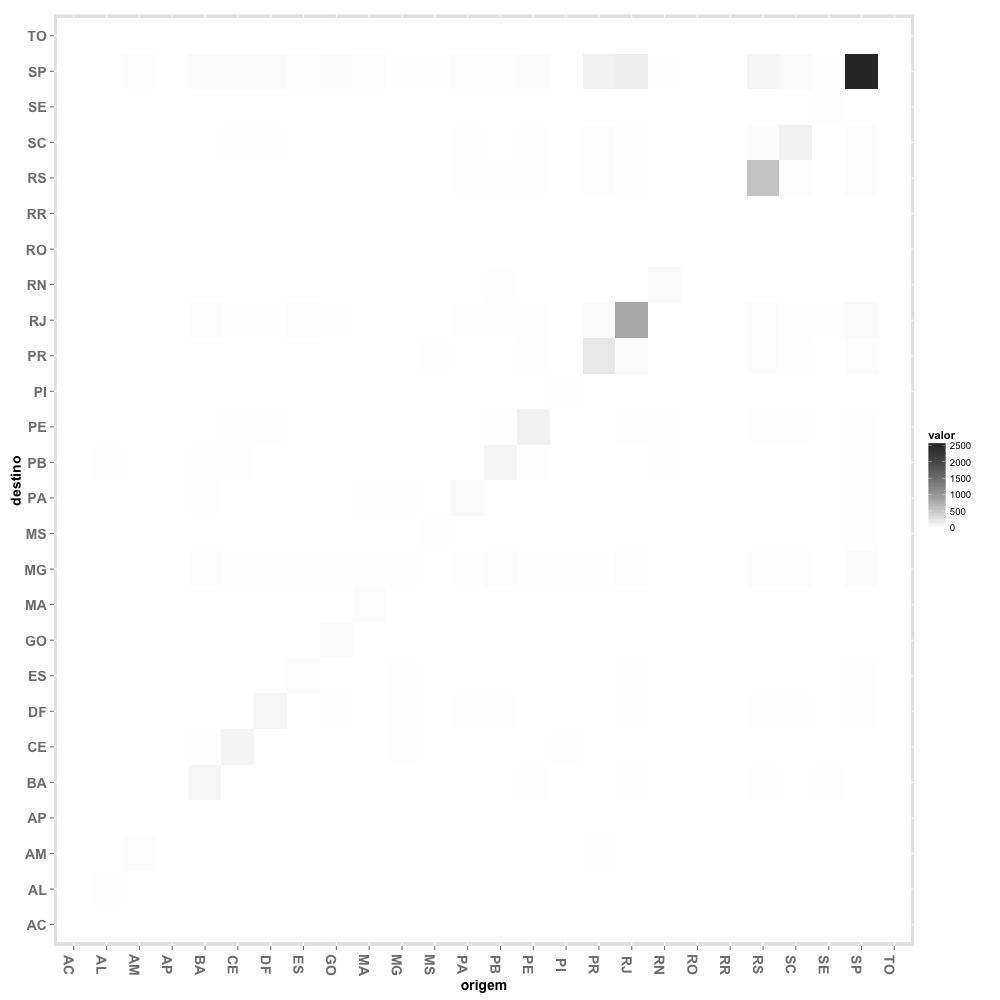 TO
SP
SE
SC
RS
RR
RO
RN
RJ
PR
PI
PE
PB
PA
MS
MG
MA
GO
ES
DF
CE
BA
AP
AM
AL
AC
destino
AC AL AM AP BA CE DF ES GO MA MG MS PA PB PE PI PR RJ RN RO RR RS SC SE SP TO
origem
valor
2500
2000
1500
1000
500
0